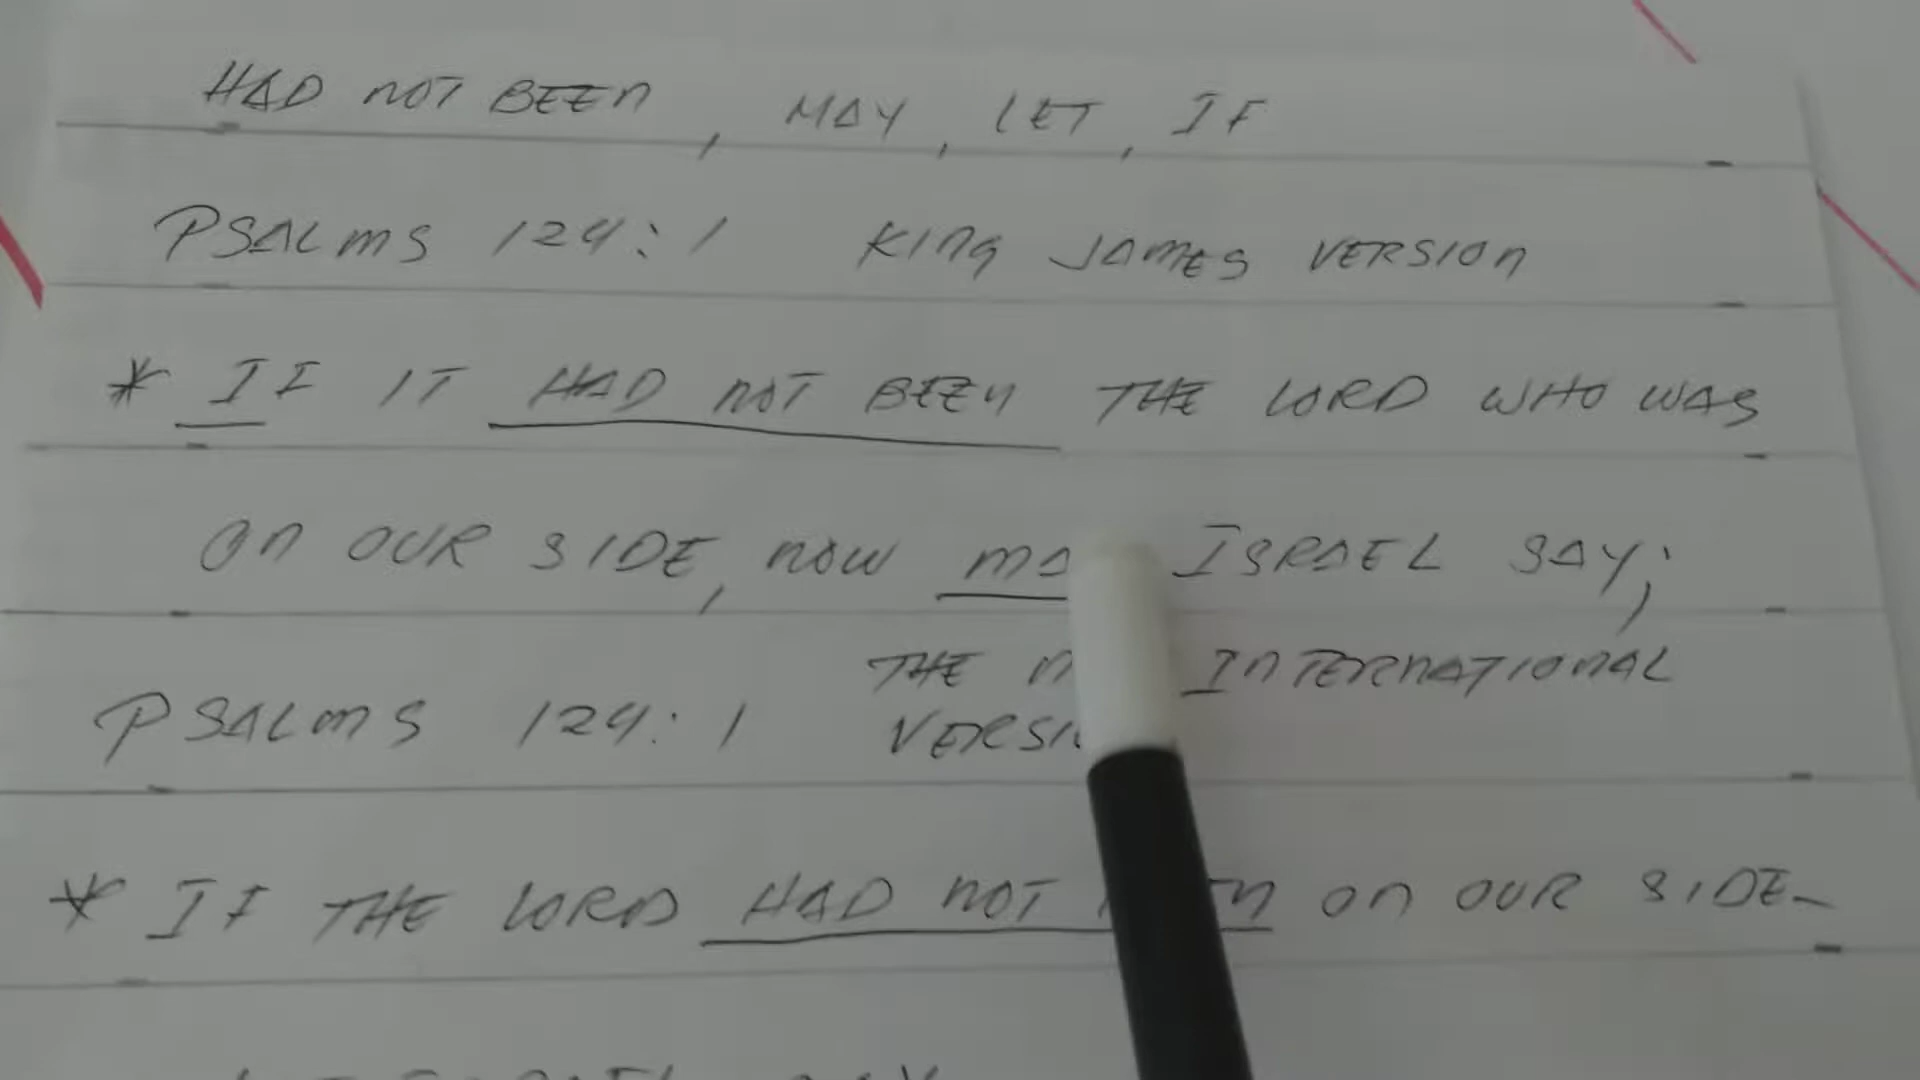 HAD NOT BEEN, MAY, LET, IF
PSALMS 124:1 KING JAMES VERSION
* IF IT HAD NOT BEEN THE LORD WHO WAS
ON OUR SIDE, NOW ISRAEL SAY;
THE INTERNATIONAL
PSALMS 124:1
* IF THE LORD HAD NOT ON OUR SIDE-